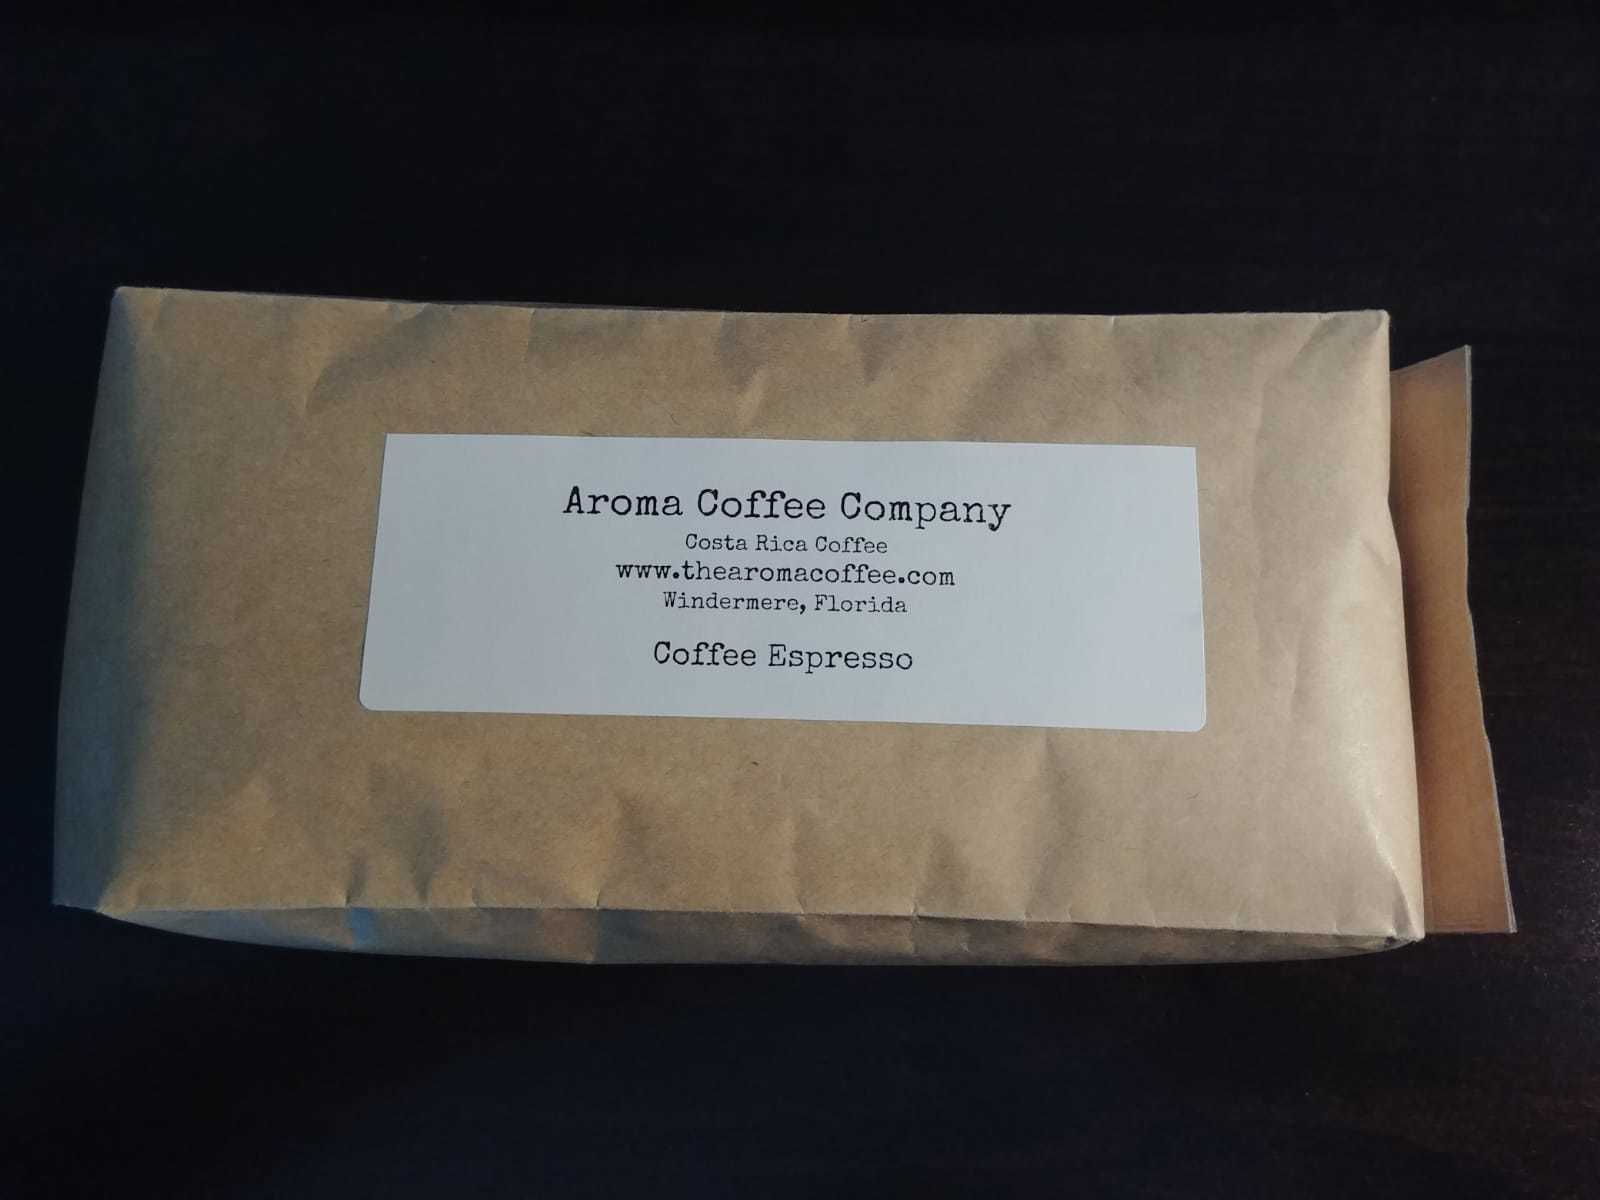 Aroma Coffee Company
Costa Rica Coffee
www.thearomacoffee.com
Windermere, Florida
Coffee Espresso